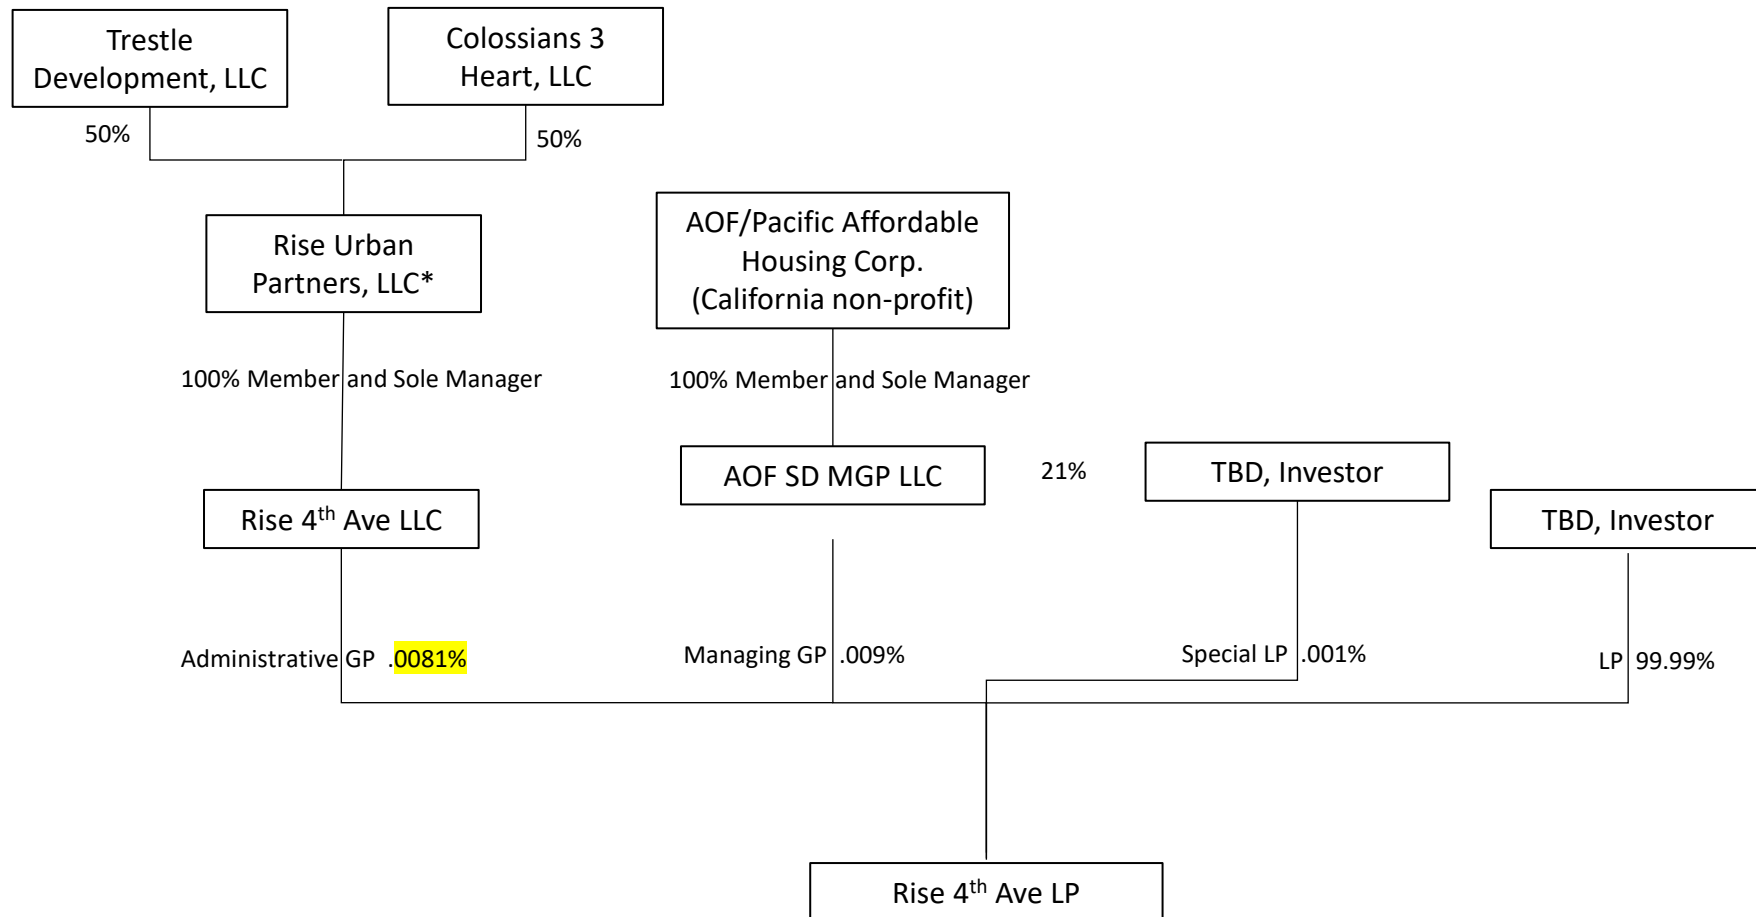 Trestle
Development, LLC
Colossians 3
Heart, LLC
50%
50%
Rise Urban
Partners, LLC*
AOF/Pacific Affordable
Housing Corp.
(California non-profit)
100% Member and Sole Manager
100% Member and Sole Manager
AOF SD MGP LLC
21%
TBD, Investor
Rise 4th Ave LLC
TBD, Investor
Administrative GP .0081%
Managing GP .009%
Special LP .001%
LP 99.99%
Rise 4th Ave LP